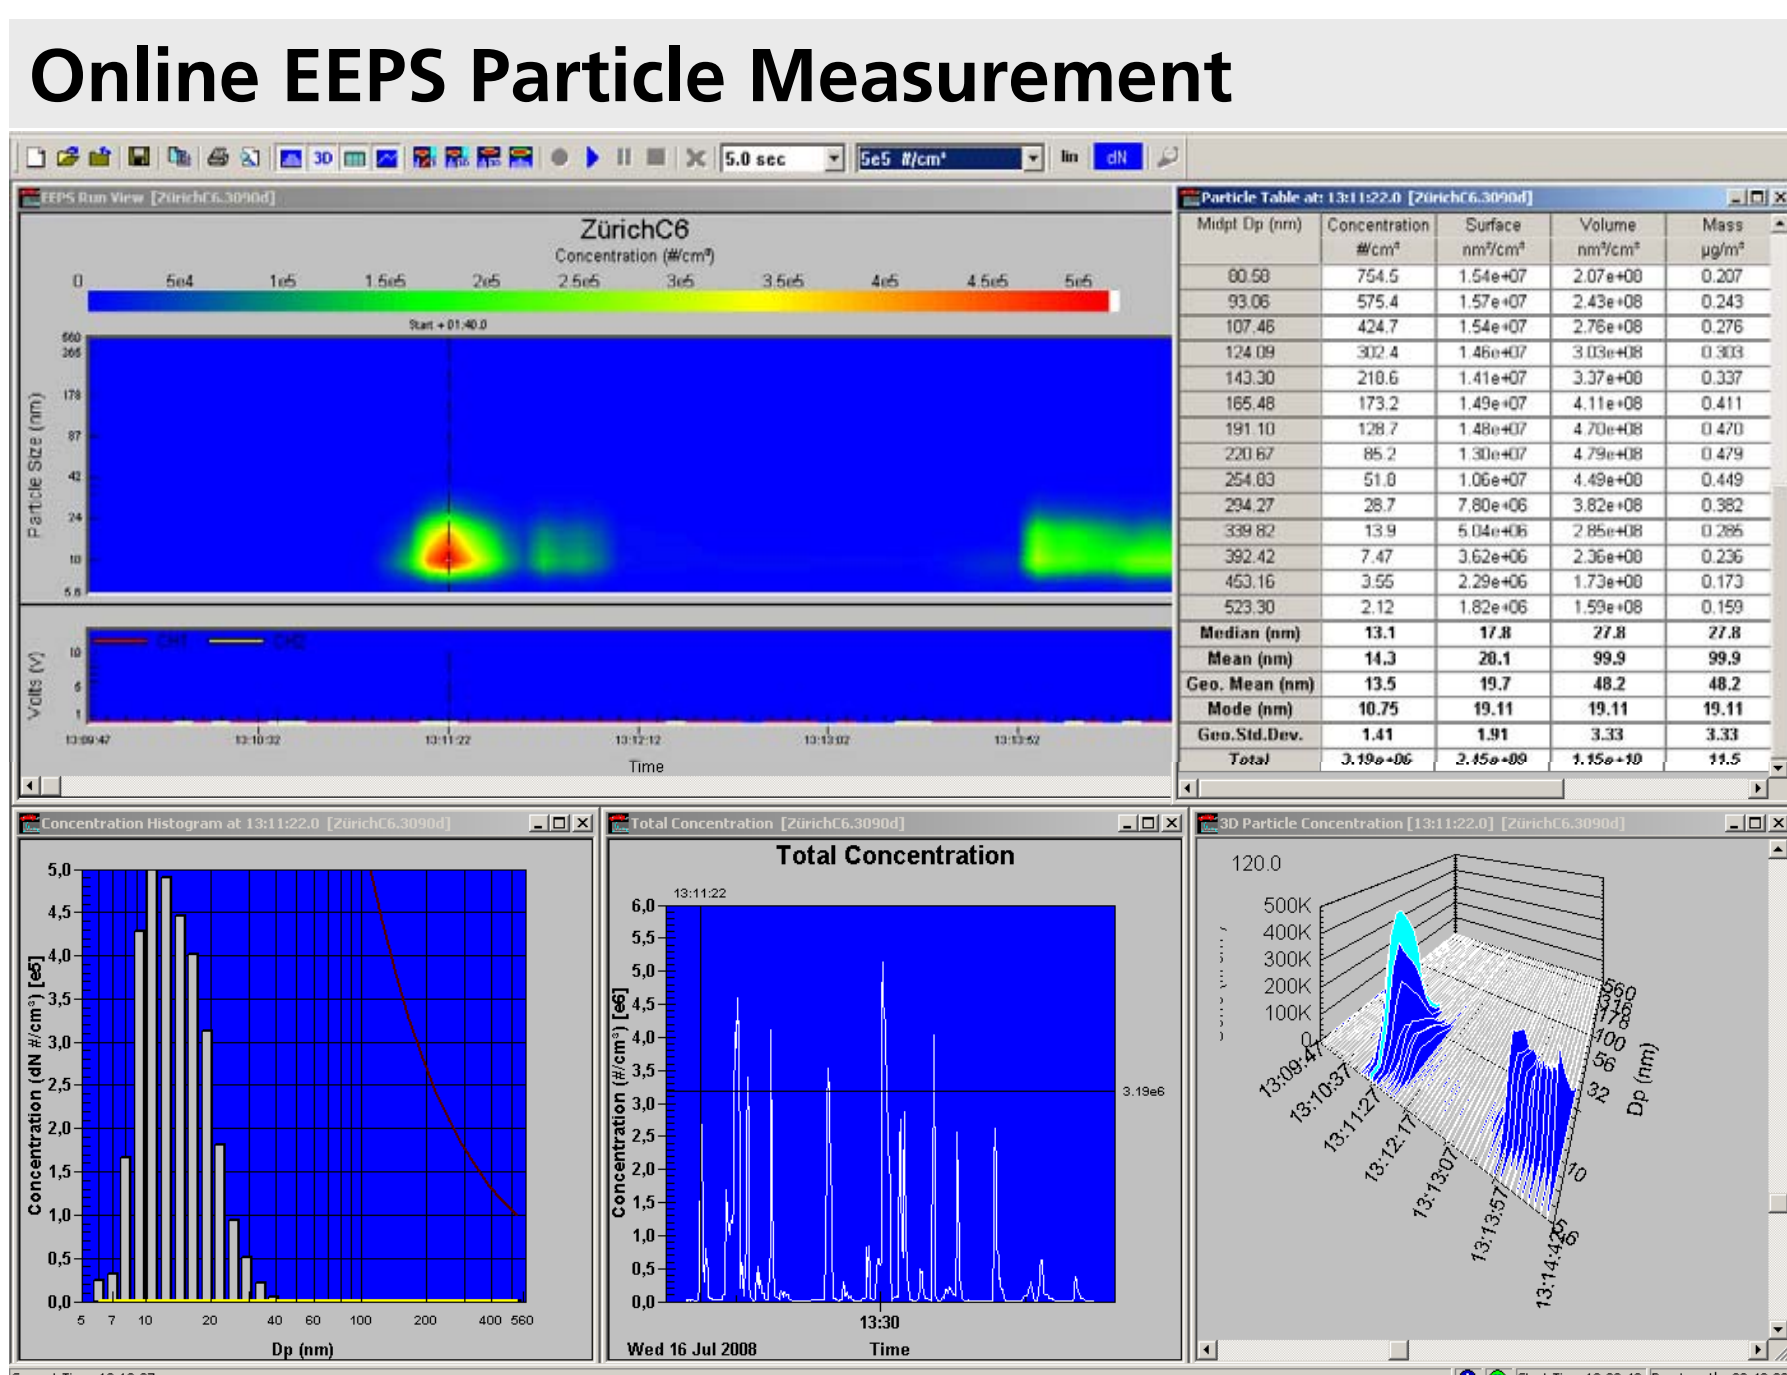 Online EEPS Particle Measurement
3D
5.0 sec
5e5 #/cm³
lin
dN
EEPS Run View [ZürichC6.3090d]
ZürichC6
Concentration (#/cm³)
0 5e4 1e5 1.5e5 2e5 2.5e5 3e5 3.5e5 4e5 4.5e5 5e5
Start + 01:40.0
Particle Size (nm)
560
365
178
87
42
24
10
5.6
CH1 CH2
Volts (V)
10
5
1
13:09:47 13:10:32 13:11:22 13:12:12 13:13:02 13:13:52
Time
Particle Table at: 13:11:22.0 [ZürichC6.3090d]
Midpt Dp (nm) Concentration Surface Volume Mass
#/cm³ nm²/cm³ nm³/cm³ µg/m³
80.58 754.5 1.54e+07 2.07e+08 0.207
93.06 575.4 1.57e+07 2.43e+08 0.243
107.46 424.7 1.54e+07 2.76e+08 0.276
124.09 302.4 1.46e+07 3.03e+08 0.303
143.30 218.6 1.41e+07 3.37e+08 0.337
165.48 173.2 1.49e+07 4.11e+08 0.411
191.10 128.7 1.48e+07 4.70e+08 0.470
220.67 85.2 1.30e+07 4.79e+08 0.479
254.83 51.8 1.06e+07 4.49e+08 0.449
294.27 28.7 7.80e+06 3.82e+08 0.382
339.82 13.9 5.04e+06 2.85e+08 0.285
392.42 7.47 3.62e+06 2.36e+08 0.236
453.16 3.55 2.29e+06 1.73e+08 0.173
523.30 2.12 1.82e+06 1.59e+08 0.159
Median (nm) 13.1 17.8 27.8 27.8
Mean (nm) 14.3 28.1 99.9 99.9
Geo. Mean (nm) 13.5 19.7 48.2 48.2
Mode (nm) 10.75 19.11 19.11 19.11
Geo.Std.Dev. 1.41 1.91 3.33 3.33
Total 3.19e+06 2.45e+09 1.15e+10 11.5
Concentration Histogram at 13:11:22.0 [ZürichC6.3090d]
Concentration (dN #/cm³) [e5]
5,0
4,5
4,0
3,5
3,0
2,5
2,0
1,5
1,0
0,5
0,0
5 7 10 20 40 60 100 200 400 560
Dp (nm)
Total Concentration [ZürichC6.3090d]
Total Concentration
13:11:22
Concentration (#/cm³) [e6]
6,0
5,5
5,0
4,5
4,0
3,5
3,0
2,5
2,0
1,5
1,0
0,5
0,0
3.19e6
13:30
Wed 16 Jul 2008 Time
3D Particle Concentration [13:11:22.0] [ZürichC6.3090d]
120.0
500K
400K
300K
200K
100K
0
13:09:47
13:10:37
13:11:27
13:12:17
13:13:07
13:13:57
13:14:42
560
316
178
100
56
32
10
5.6
Dp (nm)